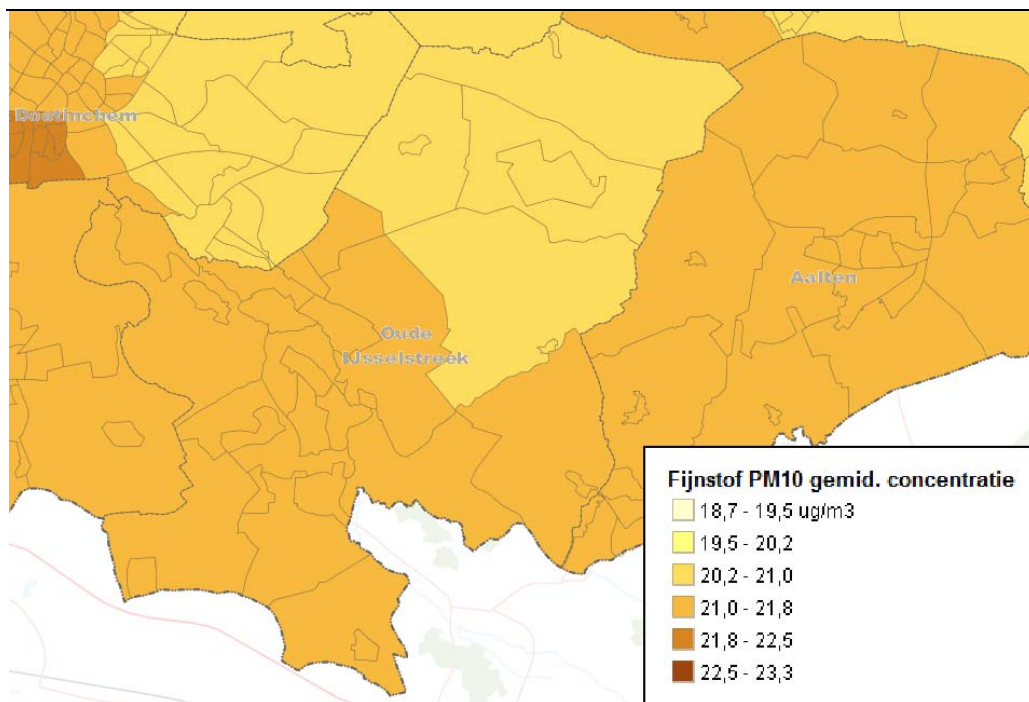 Doetinchem
Aalten
Oude
IJsselstreek
Fijnstof PM10 gemid. concentratie
18,7 - 19,5 ug/m3
19,5 - 20,2
20,2 - 21,0
21,0 - 21,8
21,8 - 22,5
22,5 - 23,3